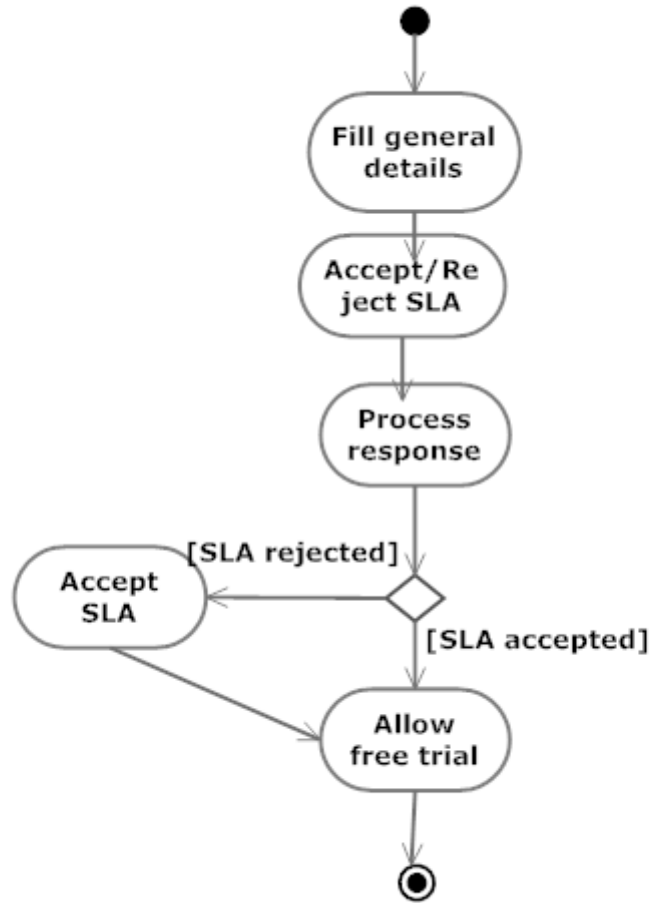 Fill general
details
Accept/Re
ject SLA
Process
response
[SLA rejected]
Accept
SLA
[SLA accepted]
Allow
free trial